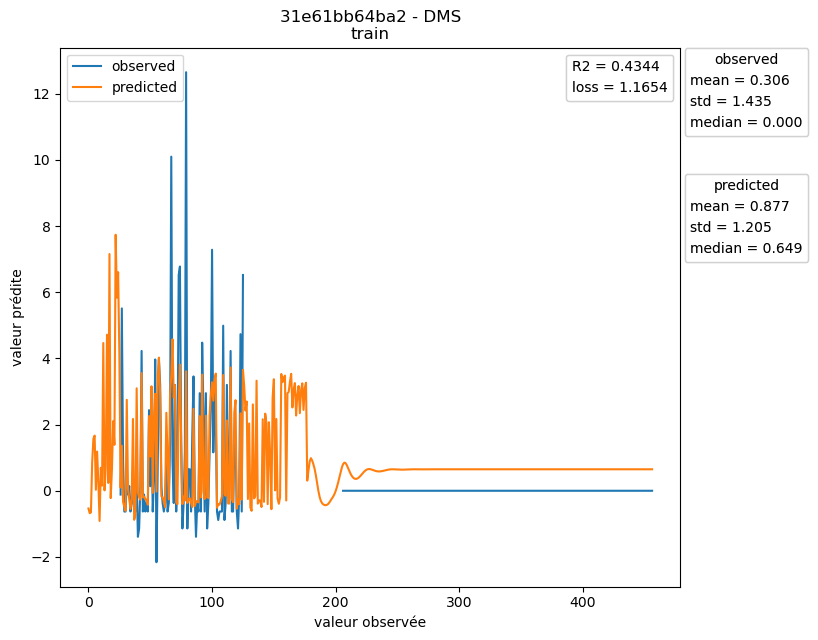 31e61bb64ba2 - DMS
train
observed
predicted
R2 = 0.4344
loss = 1.1654
observed
mean = 0.306
std = 1.435
median = 0.000
predicted
mean = 0.877
std = 1.205
median = 0.649
valeur prédite
12
10
8
6
4
2
0
−2
0
100
200
300
400
valeur observée